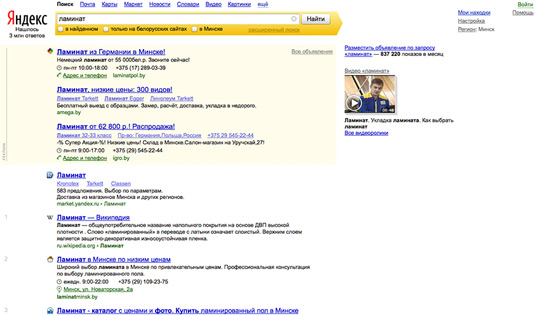 Поиск Почта Карты Маркет Новости Словари Видео Картинки ещё
Войти
Яндекс
Нашлось
3 млн ответов
ламинат
Найти
в найденном только на белорусских сайтах в Минске расширенный поиск
Мои находки
Помощь
Настройка
Регион: Минск
Ламинат из Германии в Минске!
Все объявления
Немецкий ламинат от 55 000бел.р. Звоните сейчас!
пн-пт 10:00-18:00 +375 (17) 289-03-39
Адрес и телефон laminatpol.by
Ламинат, низкие цены: 300 видов!
Ламинат Tarkett Ламинат Egger Линолеум Tarkett
Бесплатный выезд с образцами. Замер, расчёт, доставка, укладка в недорого.
amega.by
Ламинат от 62 800 р.! Распродажа!
Ламинат 32-33 класс Пр-во: Германия,Польша,Россия +375 29 545-22-44
-% Супер Акция-%! Низкие цены! Склад в Минске.Салон-магазин на Уручская,27!
пн-пт 9:00-17:00 +375 (29) 545-22-44
Адрес и телефон igro.by
Разместить объявление по запросу
«ламинат» — 837 220 показов в месяц
Видео «ламинат»
00:48
Ламинат. Укладка ламината. Как выбрать
ламинат
Все видеоролики
Ламинат
Kronotex Tarkett Classen
583 предложения. Выбор по параметрам.
Доставка из магазинов Минска и других регионов.
market.yandex.ru › Ламинат
1
Ламинат — Википедия
Ламинат — общеупотребительное название напольного покрытия на основе ДВП высокой
плотности . Слово «ламинированный» в переводе с латыни означает слоистый. Верхним слоем
является защитно-декоративная износоустойчивая пленка.
ru.wikipedia.org › Ламинат
2
Ламинат в Минске по низким ценам
Широкий выбор ламината в Минске по привлекательным ценам. Профессиональная консультация
по выбору ламинированного пола.
ежедн. 9:00-22:00 +375 (29) 109-23-75
Минск, ул. Новаторская, 2а
laminatminsk.by
3
Ламинат - каталог с ценами и фото. Купить ламинированный пол в Минске